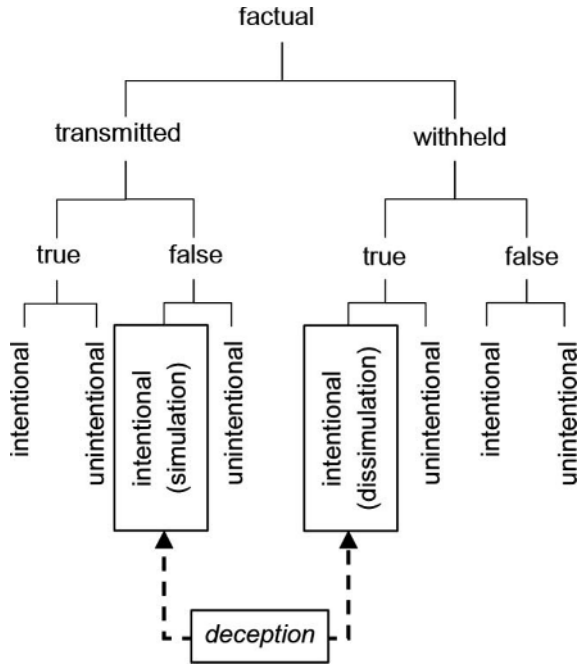 factual
transmitted
withheld
true
false
true
false
intentional
unintentional
intentional
(simulation)
unintentional
intentional
(dissimulation)
unintentional
intentional
unintentional
deception